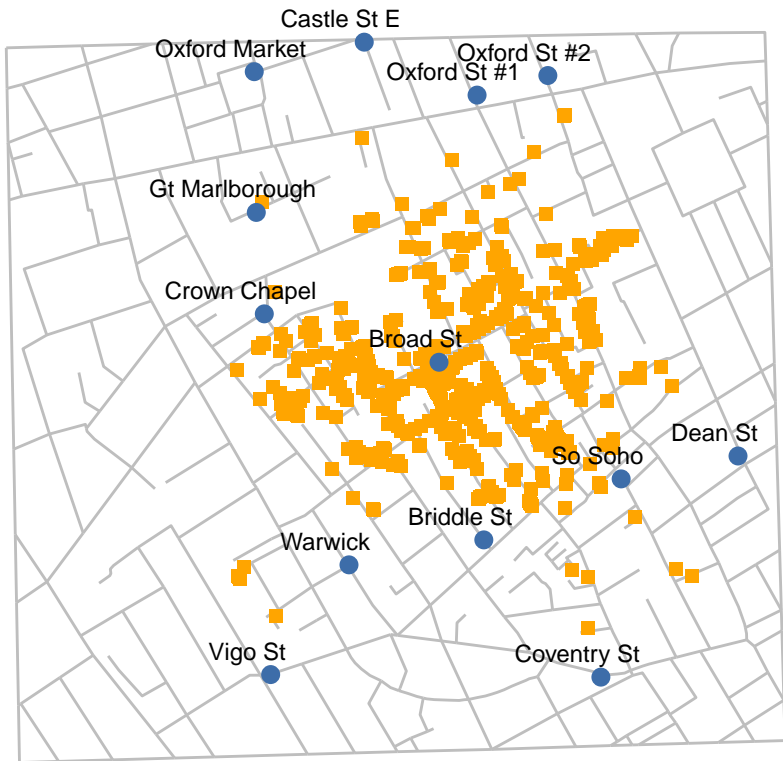 Castle St E
Oxford Market
Oxford St #2
Oxford St #1
Gt Marlborough
Crown Chapel
Broad St
Dean St
So Soho
Briddle St
Warwick
Vigo St
Coventry St